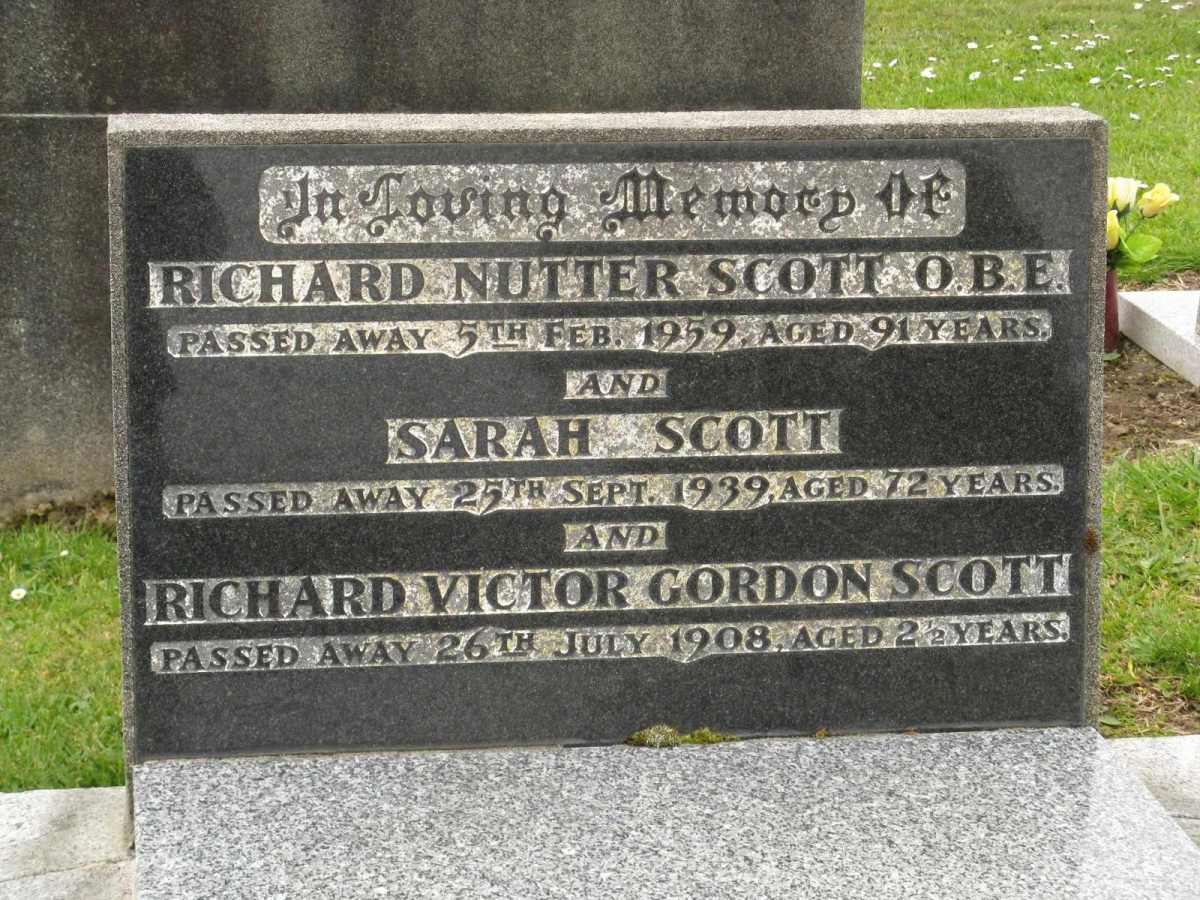 In Loving Memory Of
RICHARD NUTTER SCOTT O.B.E.
PASSED AWAY 5TH FEB. 1959, AGED 91 YEARS.
AND
SARAH SCOTT
PASSED AWAY 25TH SEPT. 1939, AGED 72 YEARS.
AND
RICHARD VICTOR GORDON SCOTT
PASSED AWAY 26TH JULY 1908, AGED 2½ YEARS.